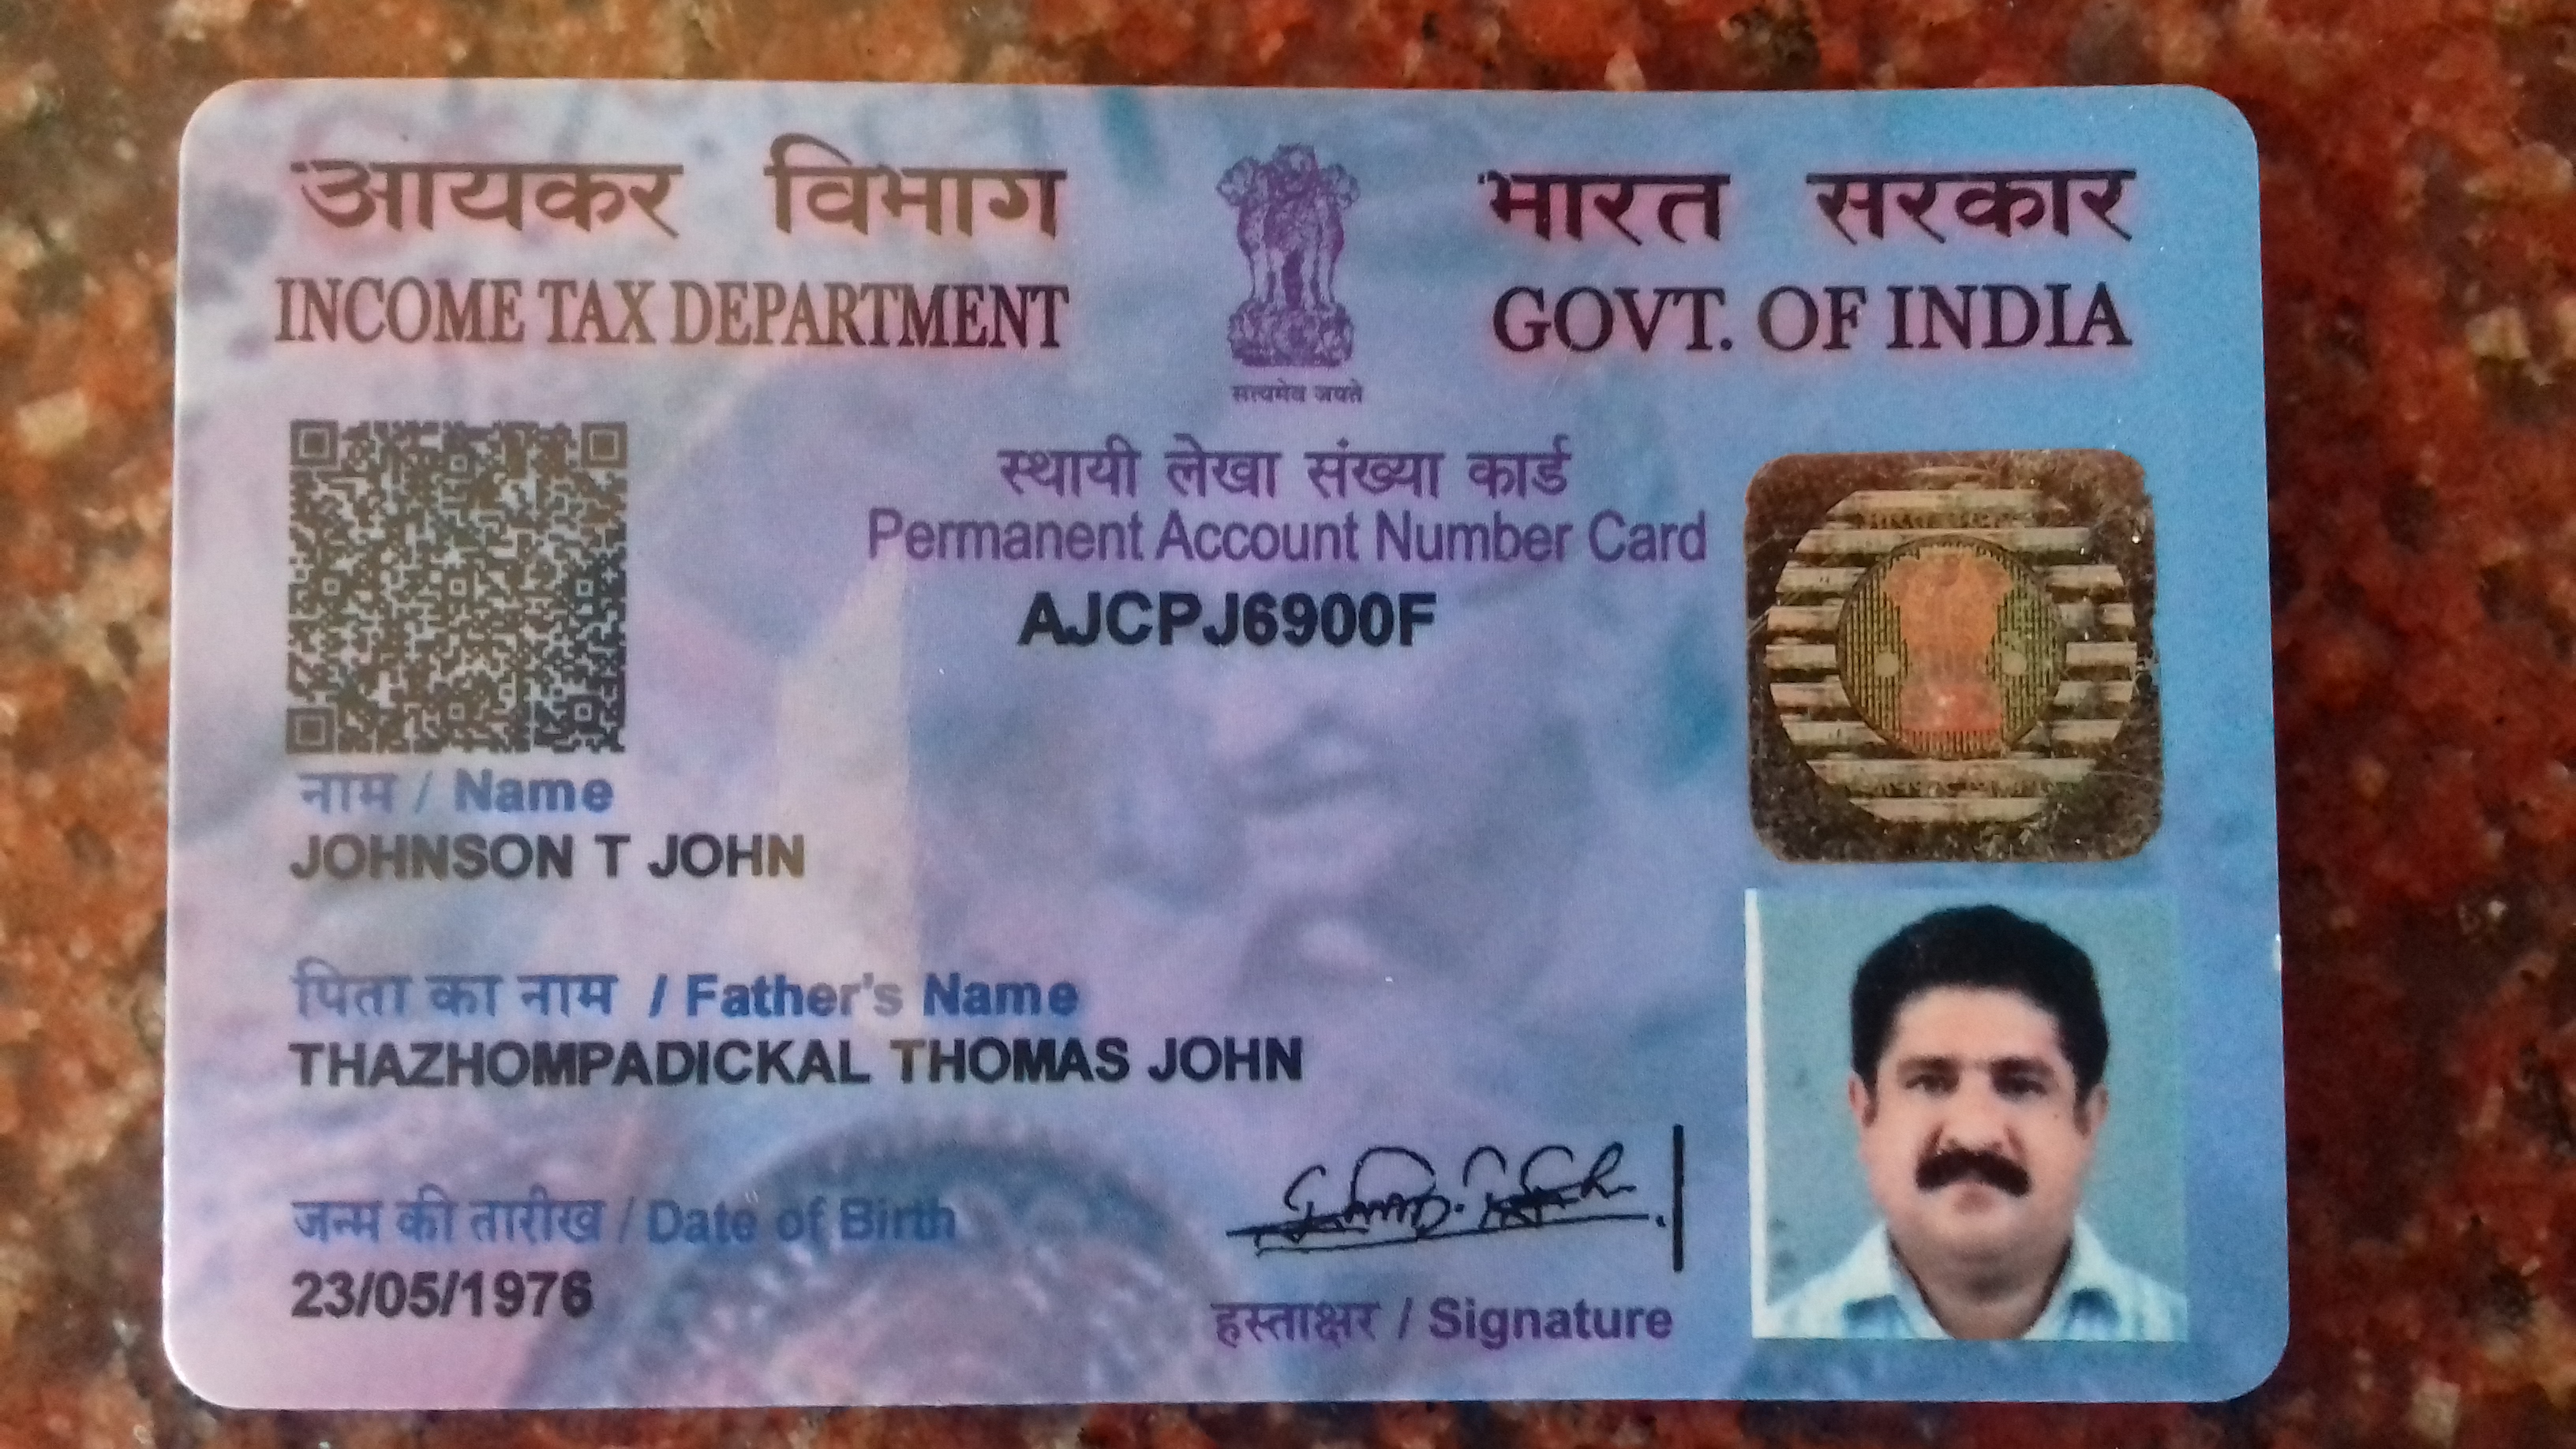 आयकर विभाग
INCOME TAX DEPARTMENT
सत्यमेव जयते
भारत सरकार
GOVT. OF INDIA
स्थायी लेखा संख्या कार्ड
Permanent Account Number Card
AJCPJ6900F
नाम / Name
JOHNSON T JOHN
पिता का नाम / Father's Name
THAZHOMPADICKAL THOMAS JOHN
जन्म की तारीख / Date of Birth
23/05/1976
हस्ताक्षर / Signature